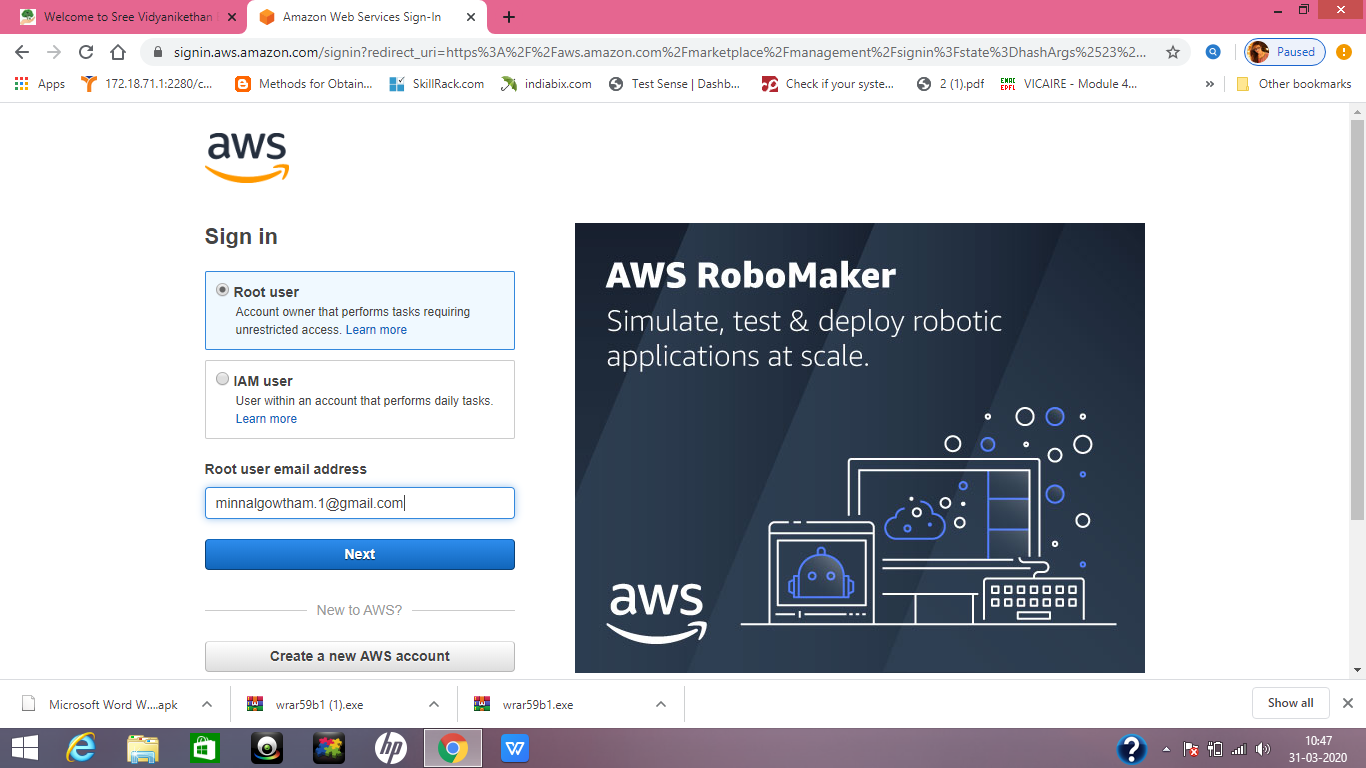 Welcome to Sree Vidyanikethan
Amazon Web Services Sign-In
signin.aws.amazon.com/signin?redirect_uri=https%3A%2F%2Faws.amazon.com%2Fmarketplace%2Fmanagement%2Fsignin%3Fstate%3DhashArgs%2523%2...
Paused
Apps
172.18.71.1:2280/c...
Methods for Obtain...
SkillRack.com
indiabix.com
Test Sense | Dashb...
Check if your syste...
2 (1).pdf
ENAC
EPFL
VICAIRE - Module 4...
»
Other bookmarks
aws
Sign in
Root user
Account owner that performs tasks requiring
unrestricted access. Learn more
IAM user
User within an account that performs daily tasks.
Learn more
Root user email address
minnalgowtham.1@gmail.com
Next
New to AWS?
Create a new AWS account
AWS RoboMaker
Simulate, test & deploy robotic
applications at scale.
aws
Microsoft Word W....apk
wrar59b1 (1).exe
wrar59b1.exe
Show all
hp
W
?
10:47
31-03-2020